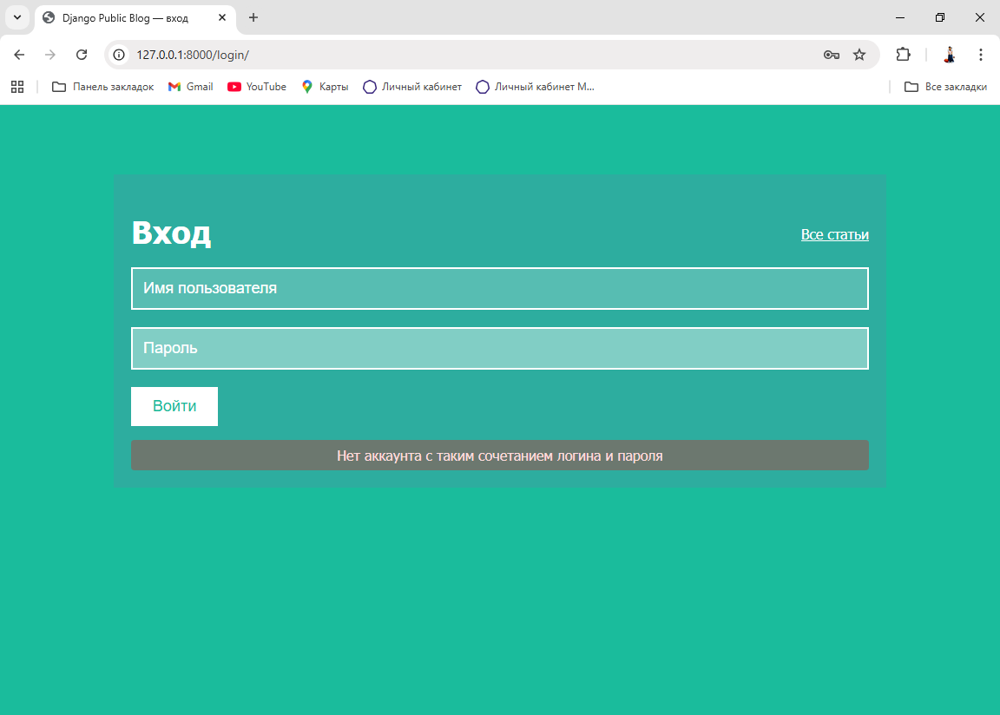 Django Public Blog — вход
127.0.0.1:8000/login/
Панель закладок Gmail YouTube Карты Личный кабинет Личный кабинет М... Все закладки
Вход
Все статьи
Имя пользователя
Пароль
Войти
Нет аккаунта с таким сочетанием логина и пароля